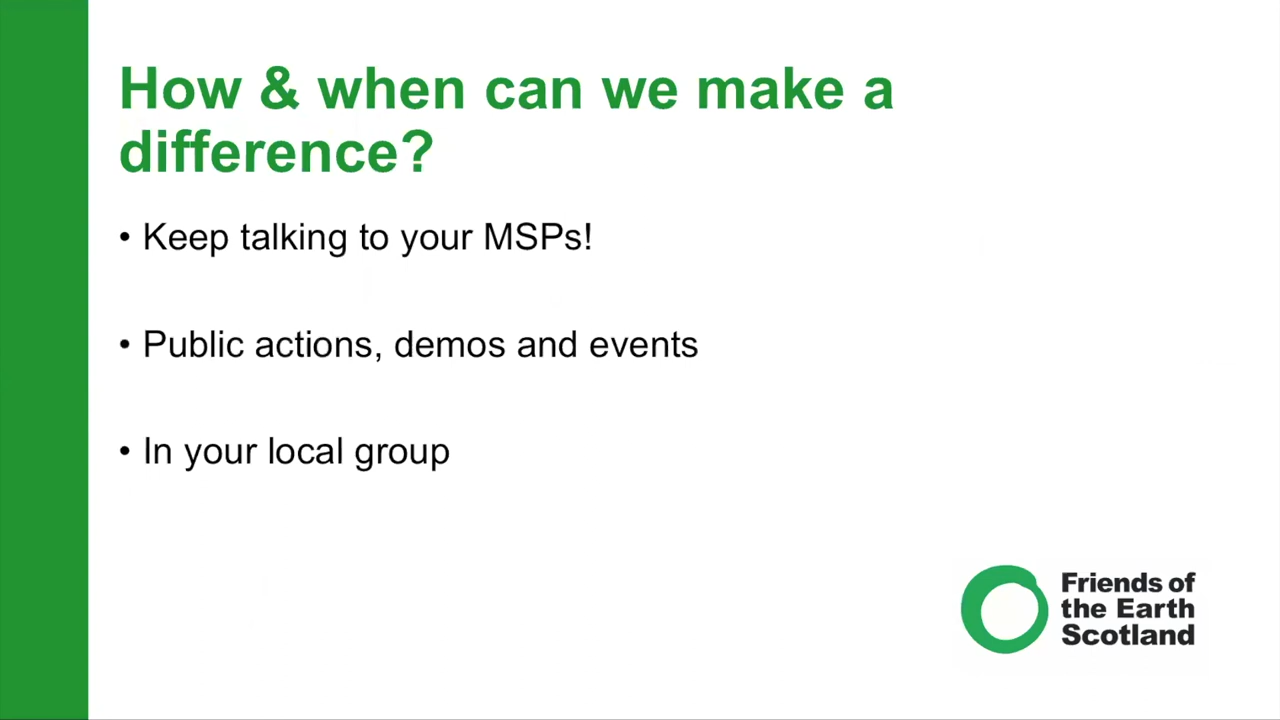 How & when can we make a
difference?
• Keep talking to your MSPs!
• Public actions, demos and events
• In your local group
Friends of
the Earth
Scotland